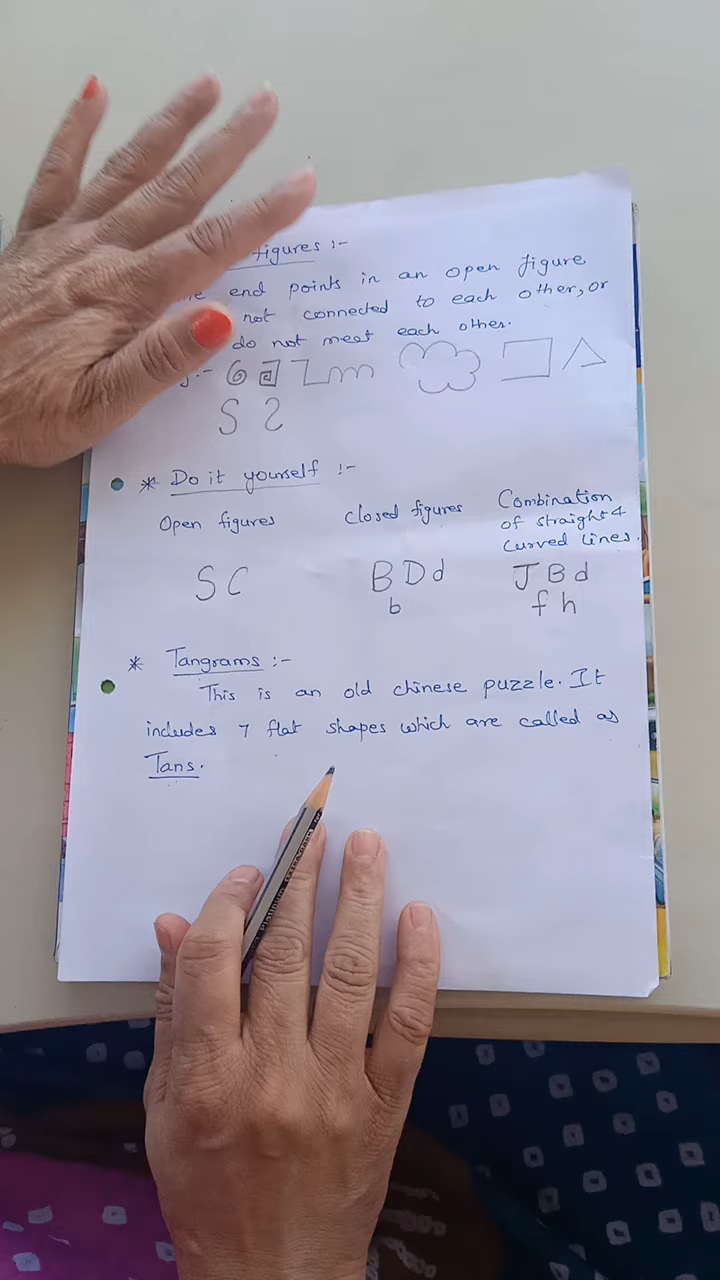 figures :-
end points in an open figure
not connected to each other, or
do not meet each other.
S 2
* Do it yourself :-
Open figures Closed figures Combination of straight & curved lines.
S C B D d J B d
b f h
* Tangrams :-
This is an old chinese puzzle. It
includes 7 flat shapes which are called as
Tans.